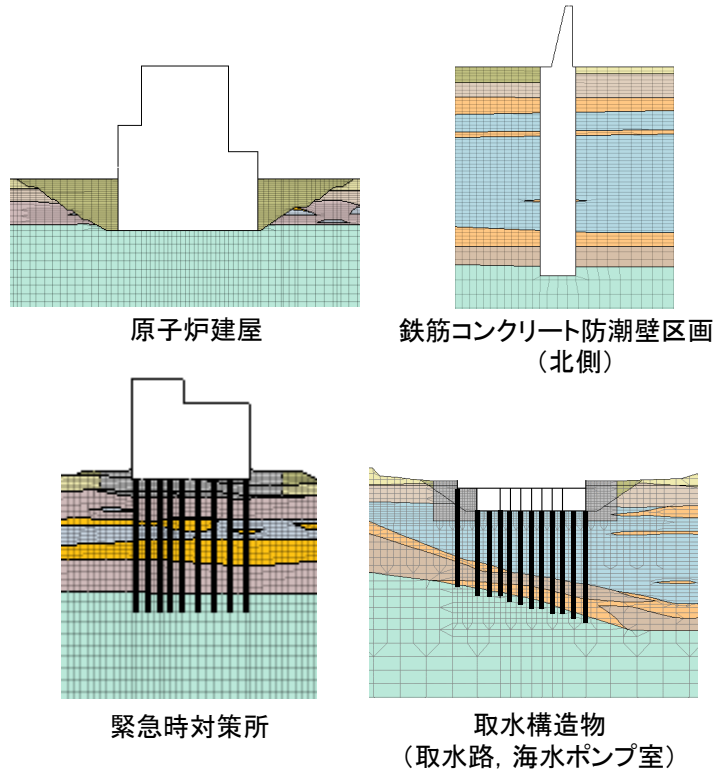 原子炉建屋
鉄筋コンクリート防潮壁区画
（北側）
緊急時対策所
取水構造物
（取水路，海水ポンプ室）